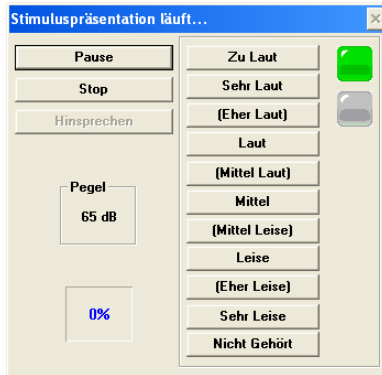 Stimuluspräsentation läuft...
Pause
Stop
Hinsprechen
Pegel
65 dB
0%
Zu Laut
Sehr Laut
(Eher Laut)
Laut
(Mittel Laut)
Mittel
(Mittel Leise)
Leise
(Eher Leise)
Sehr Leise
Nicht Gehört